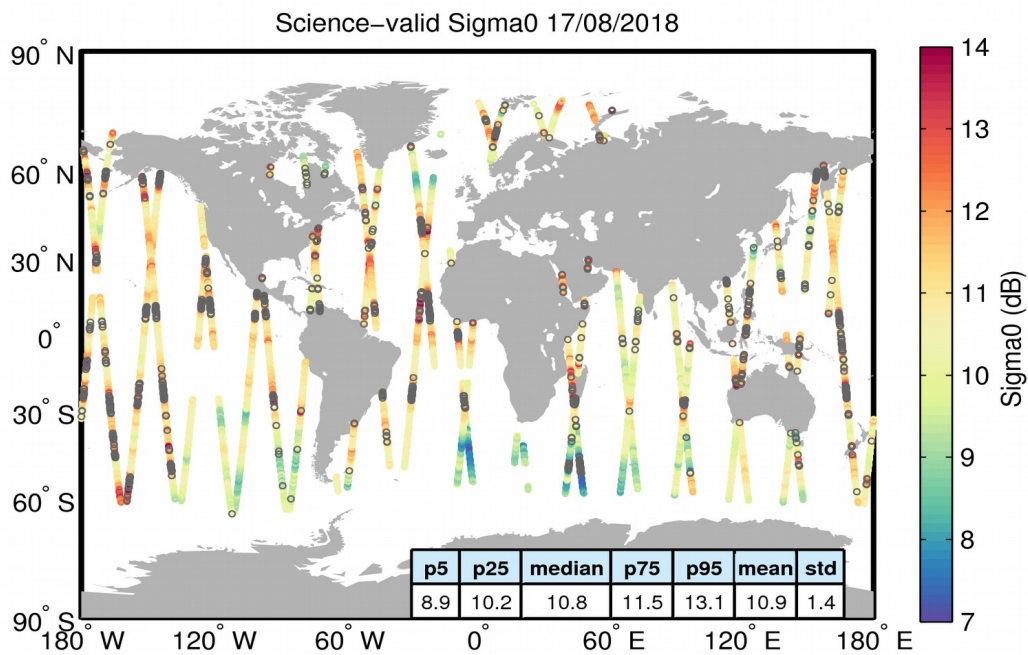 Science−valid Sigma0 17/08/2018
90° N
60° N
30° N
0°
30° S
60° S
90° S
180° W
120° W
60° W
0°
60° E
120° E
180° E
p5 p25 median p75 p95 mean std
8.9 10.2 10.8 11.5 13.1 10.9 1.4
14
13
12
11
10
9
8
7
Sigma0 (dB)